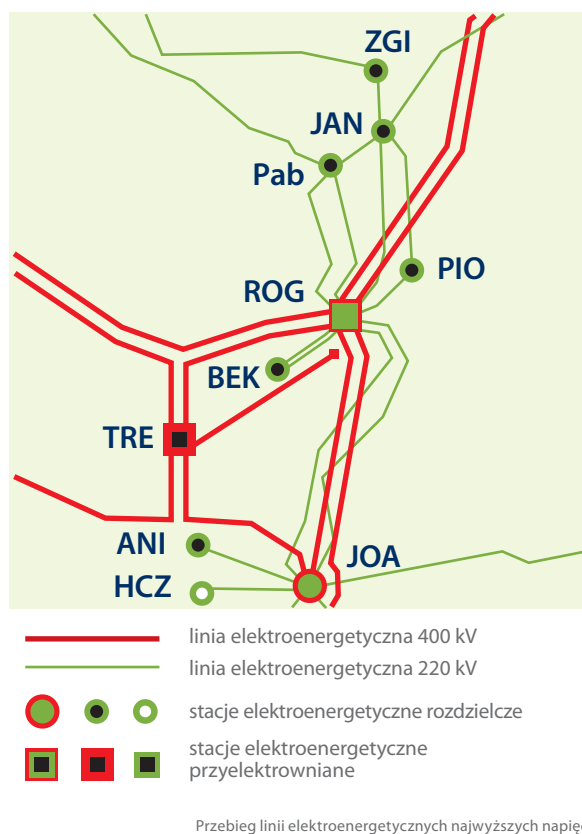 ZGI
JAN
Pab
PIO
ROG
BEK
TRE
ANI
JOA
HCZ
linia elektroenergetyczna 400 kV
linia elektroenergetyczna 220 kV
stacje elektroenergetyczne rozdzielcze
stacje elektroenergetyczne
przyelektrowniane
Przebieg linii elektroenergetycznych najwyższych napięć